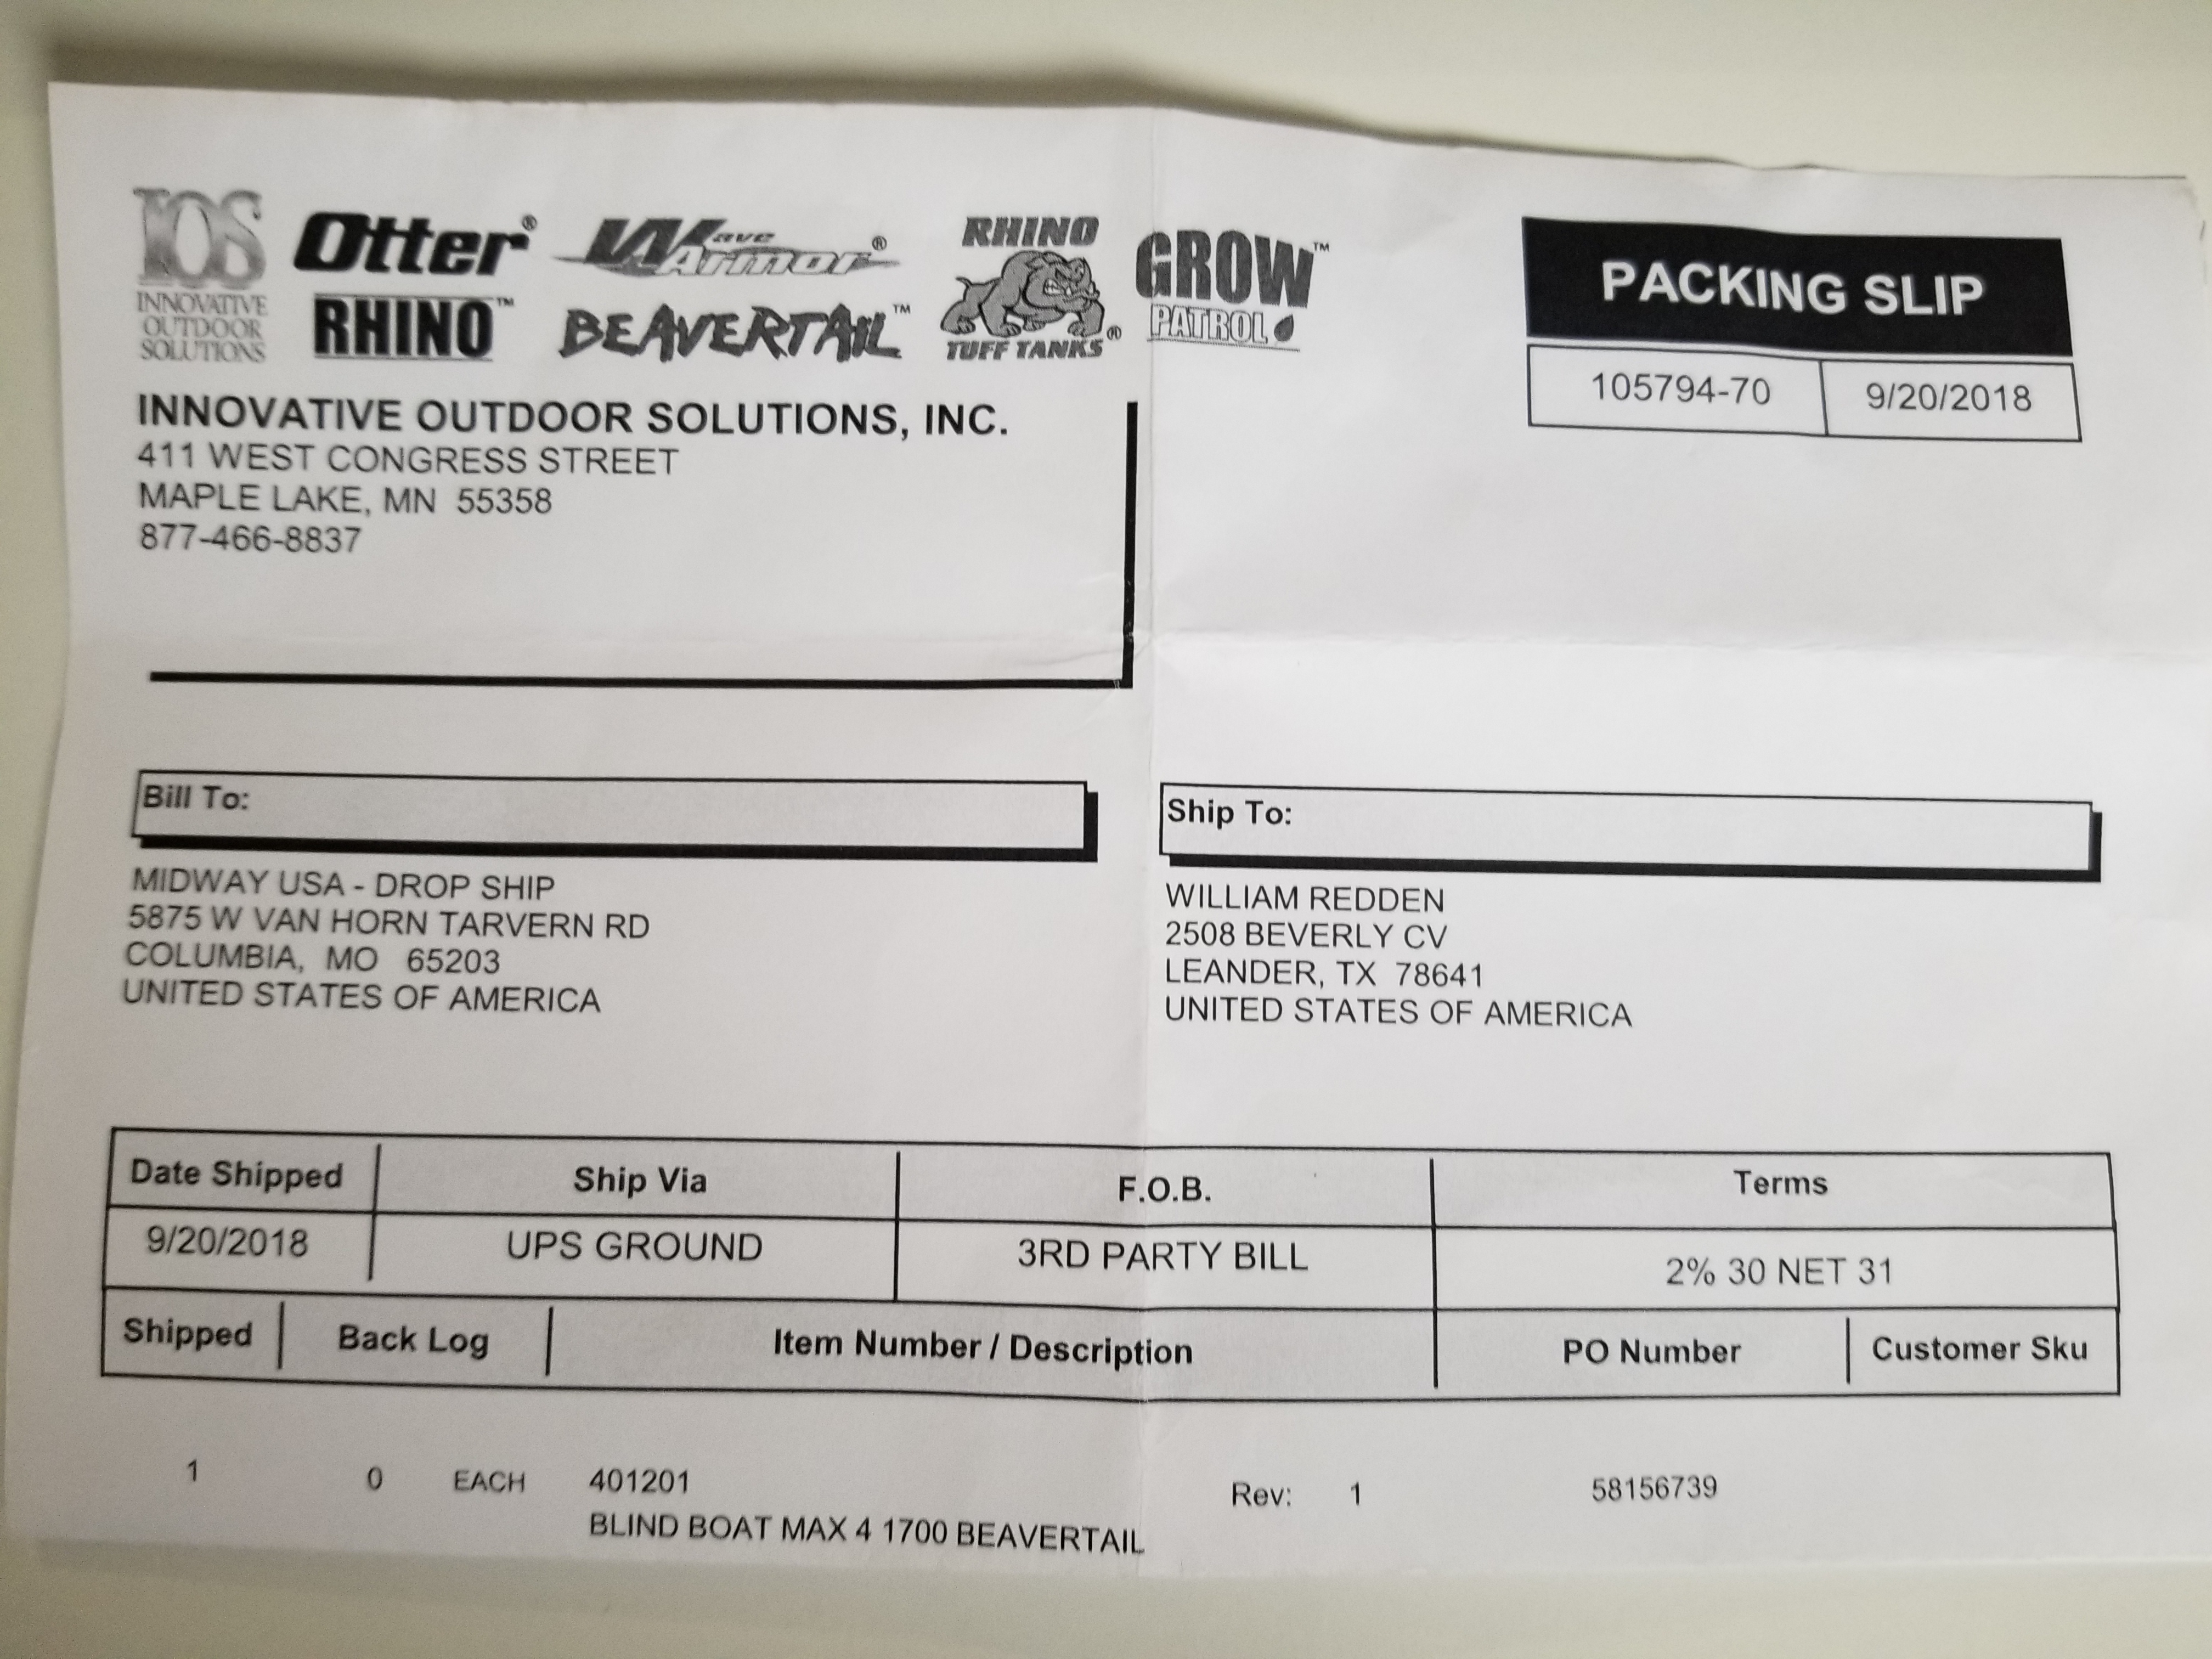 IOS
INNOVATIVE
OUTDOOR
SOLUTIONS
Otter®
RHINO™
Wave Armor®
BEAVERTAIL™
RHINO
TUFF TANKS®
GROW™
PATROL
PACKING SLIP
105794-70 9/20/2018
INNOVATIVE OUTDOOR SOLUTIONS, INC.
411 WEST CONGRESS STREET
MAPLE LAKE, MN 55358
877-466-8837
Bill To:
MIDWAY USA - DROP SHIP
5875 W VAN HORN TARVERN RD
COLUMBIA, MO 65203
UNITED STATES OF AMERICA
Ship To:
WILLIAM REDDEN
2508 BEVERLY CV
LEANDER, TX 78641
UNITED STATES OF AMERICA
Date Shipped Ship Via F.O.B. Terms
9/20/2018 UPS GROUND 3RD PARTY BILL 2% 30 NET 31
Shipped Back Log Item Number / Description PO Number Customer Sku
1 0 EACH 401201 Rev: 1 58156739
BLIND BOAT MAX 4 1700 BEAVERTAIL